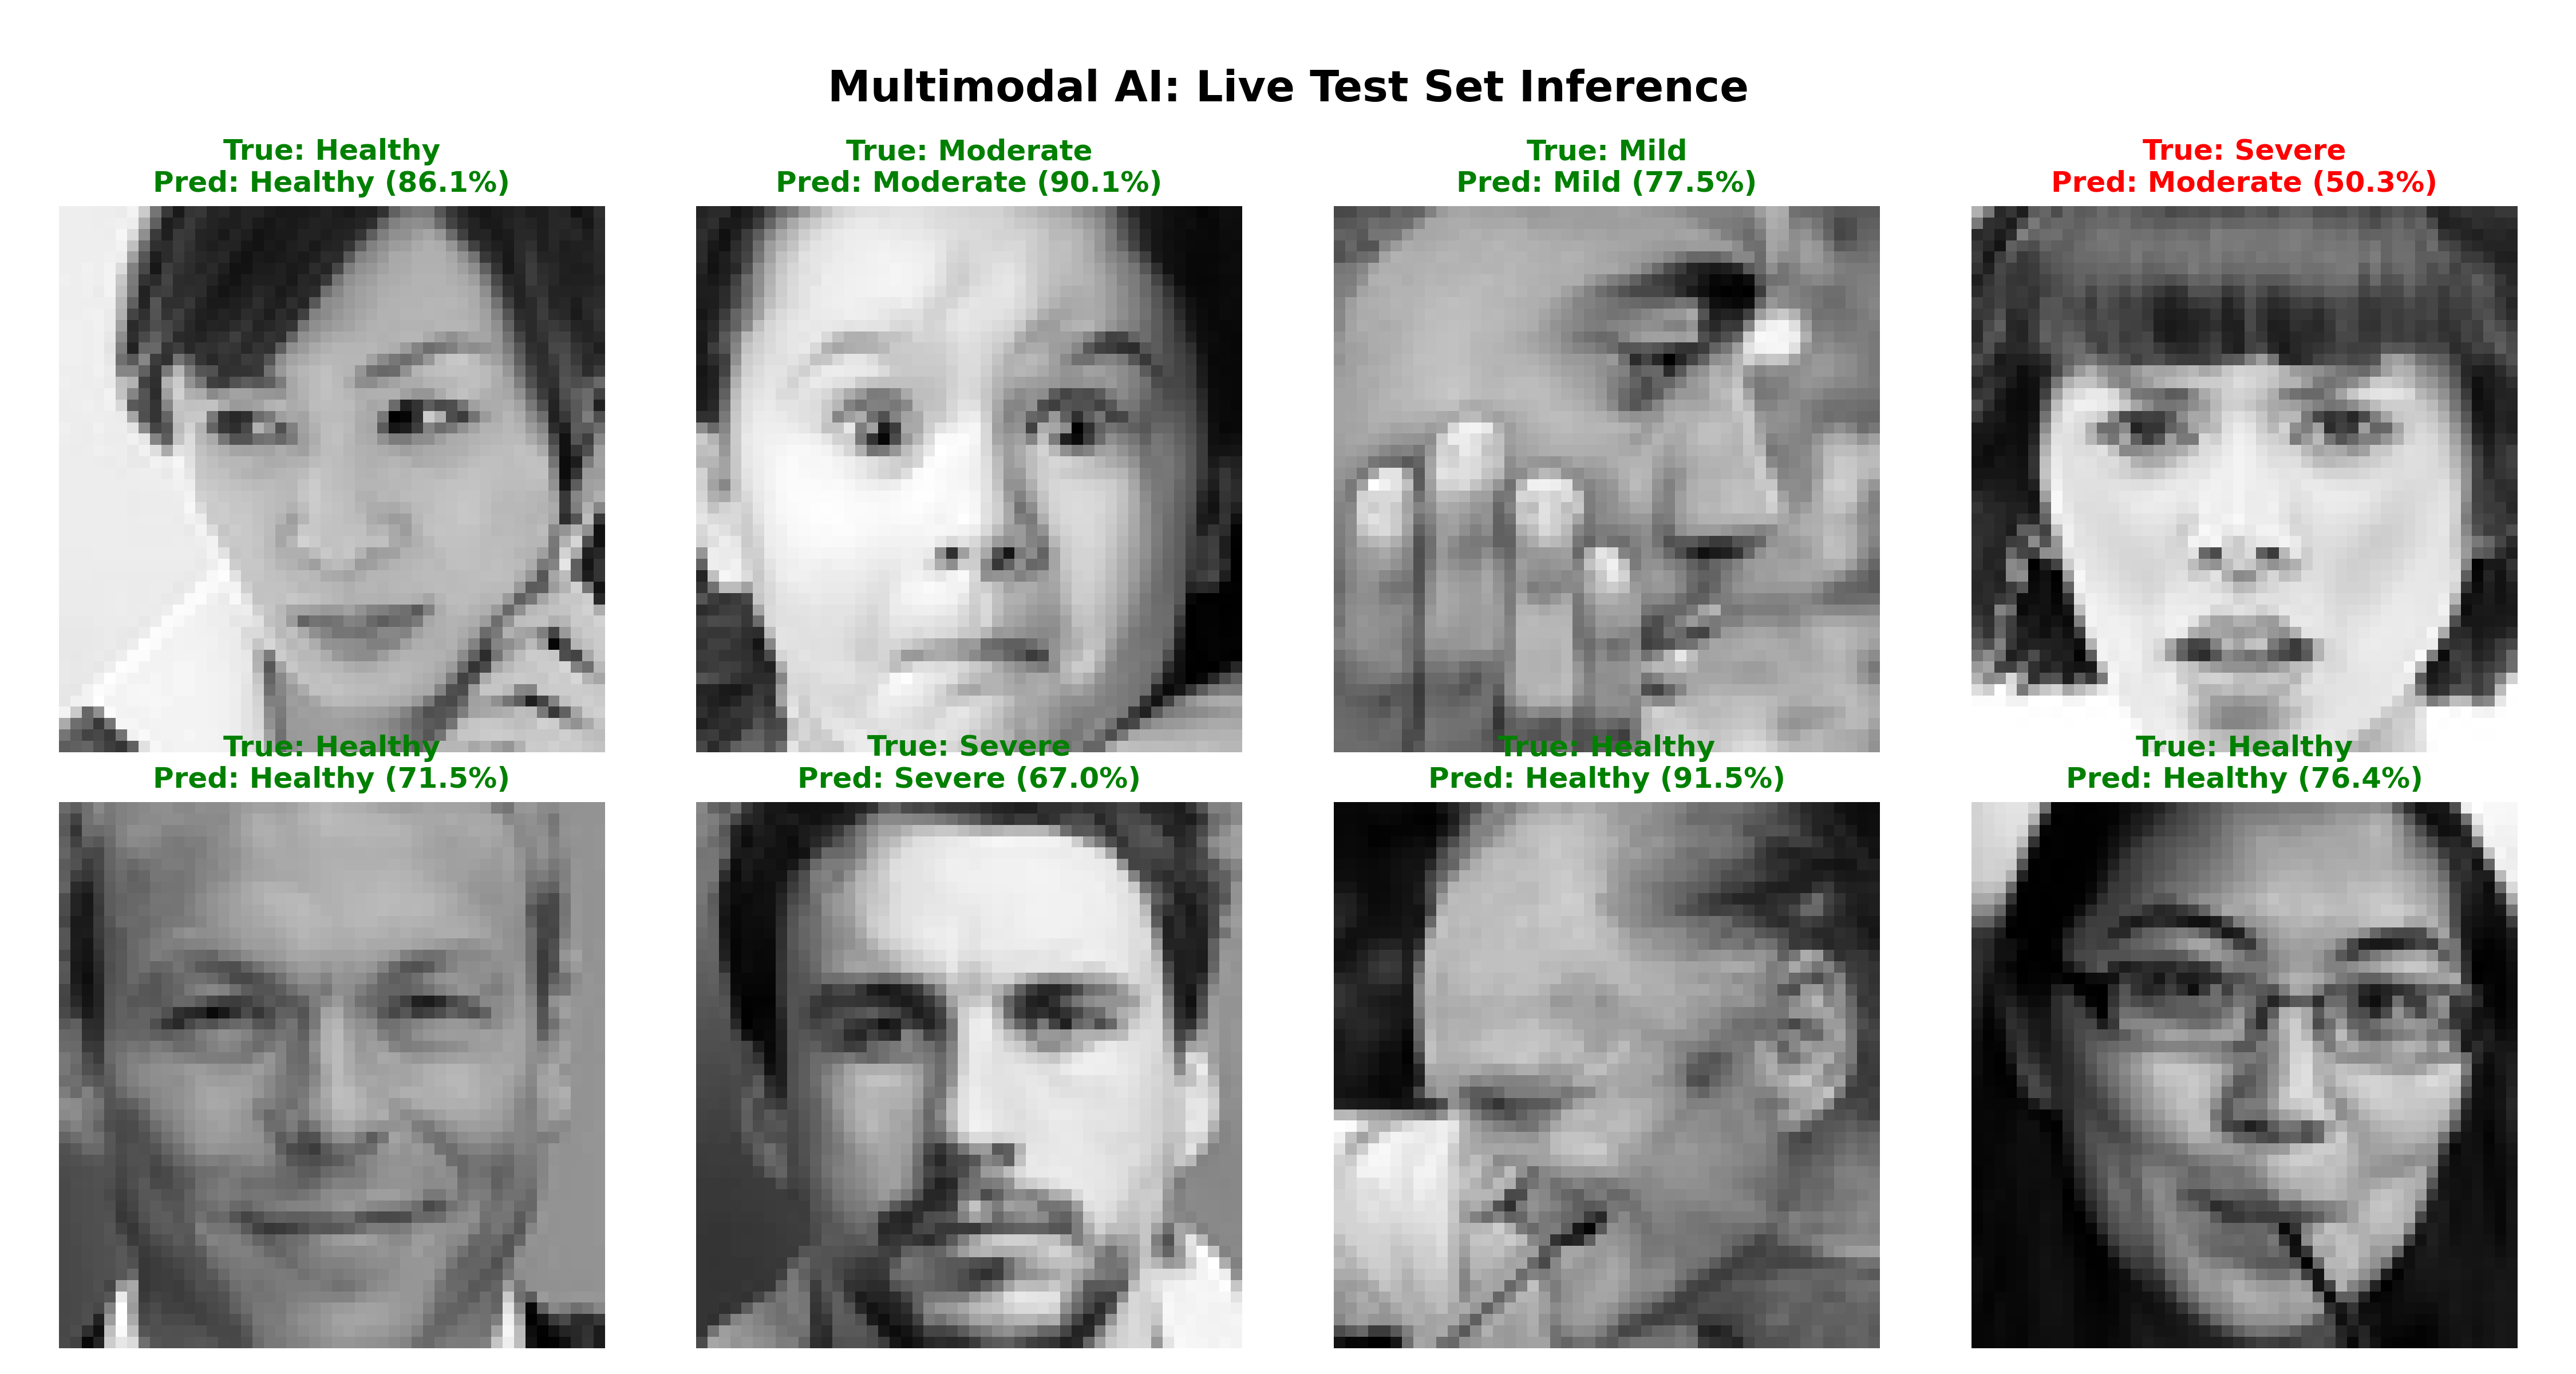 Multimodal AI: Live Test Set Inference
True: Healthy
Pred: Healthy (86.1%)
True: Moderate
Pred: Moderate (90.1%)
True: Mild
Pred: Mild (77.5%)
True: Severe
Pred: Moderate (50.3%)
True: Healthy
Pred: Healthy (71.5%)
True: Severe
Pred: Severe (67.0%)
True: Healthy
Pred: Healthy (91.5%)
True: Healthy
Pred: Healthy (76.4%)